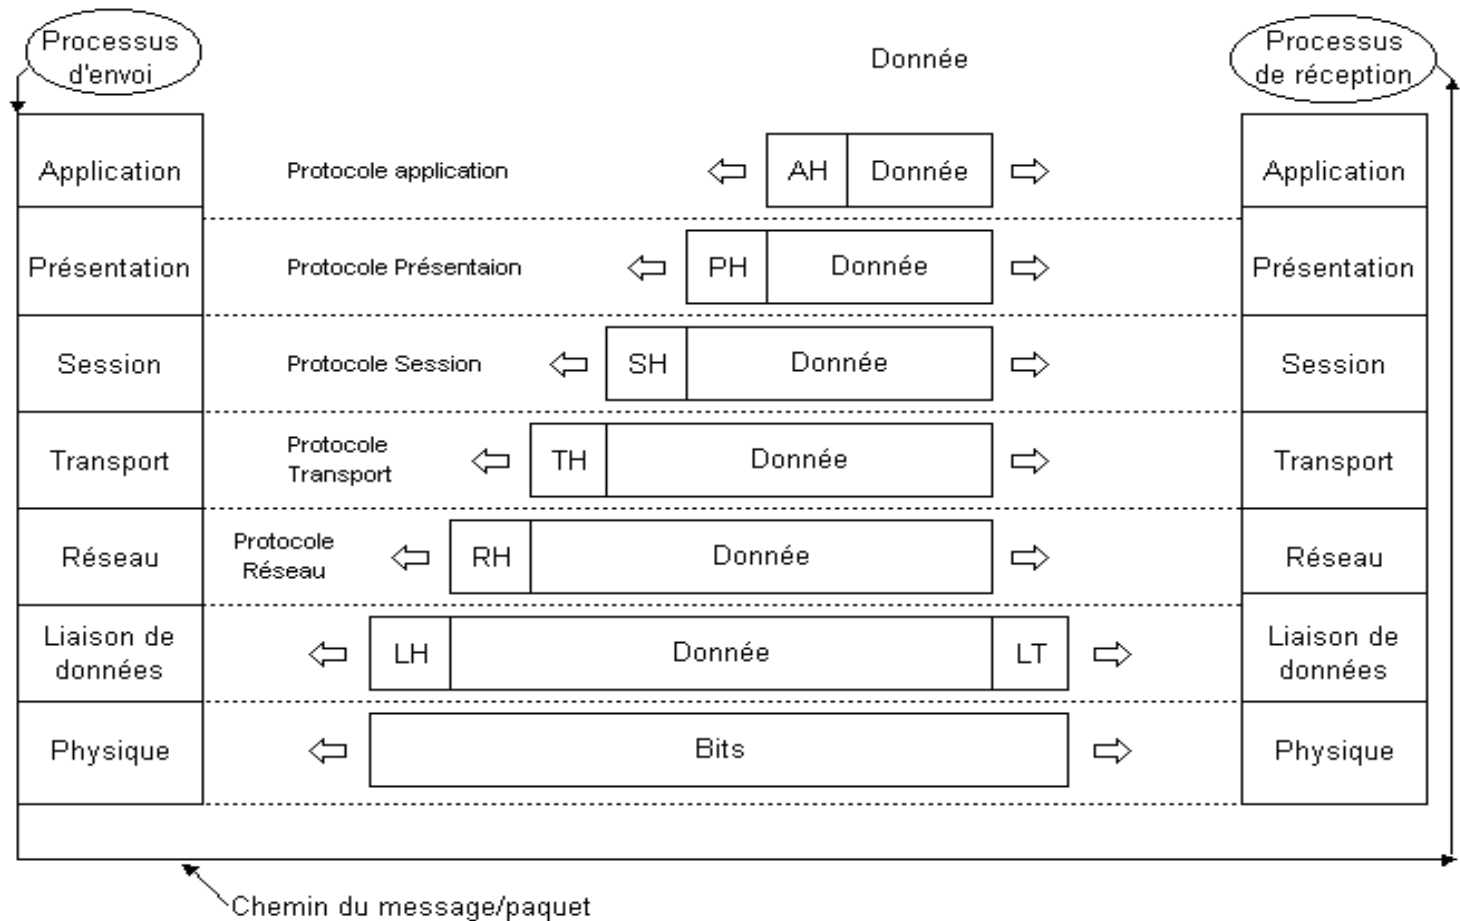 Processus
d'envoi
Donnée
Processus
de réception
Application
Protocole application
AH
Donnée
Application
Présentation
Protocole Présentaion
PH
Donnée
Présentation
Session
Protocole Session
SH
Donnée
Session
Transport
Protocole
Transport
TH
Donnée
Transport
Réseau
Protocole
Réseau
RH
Donnée
Réseau
Liaison de
données
LH
Donnée
LT
Liaison de
données
Physique
Bits
Physique
Chemin du message/paquet